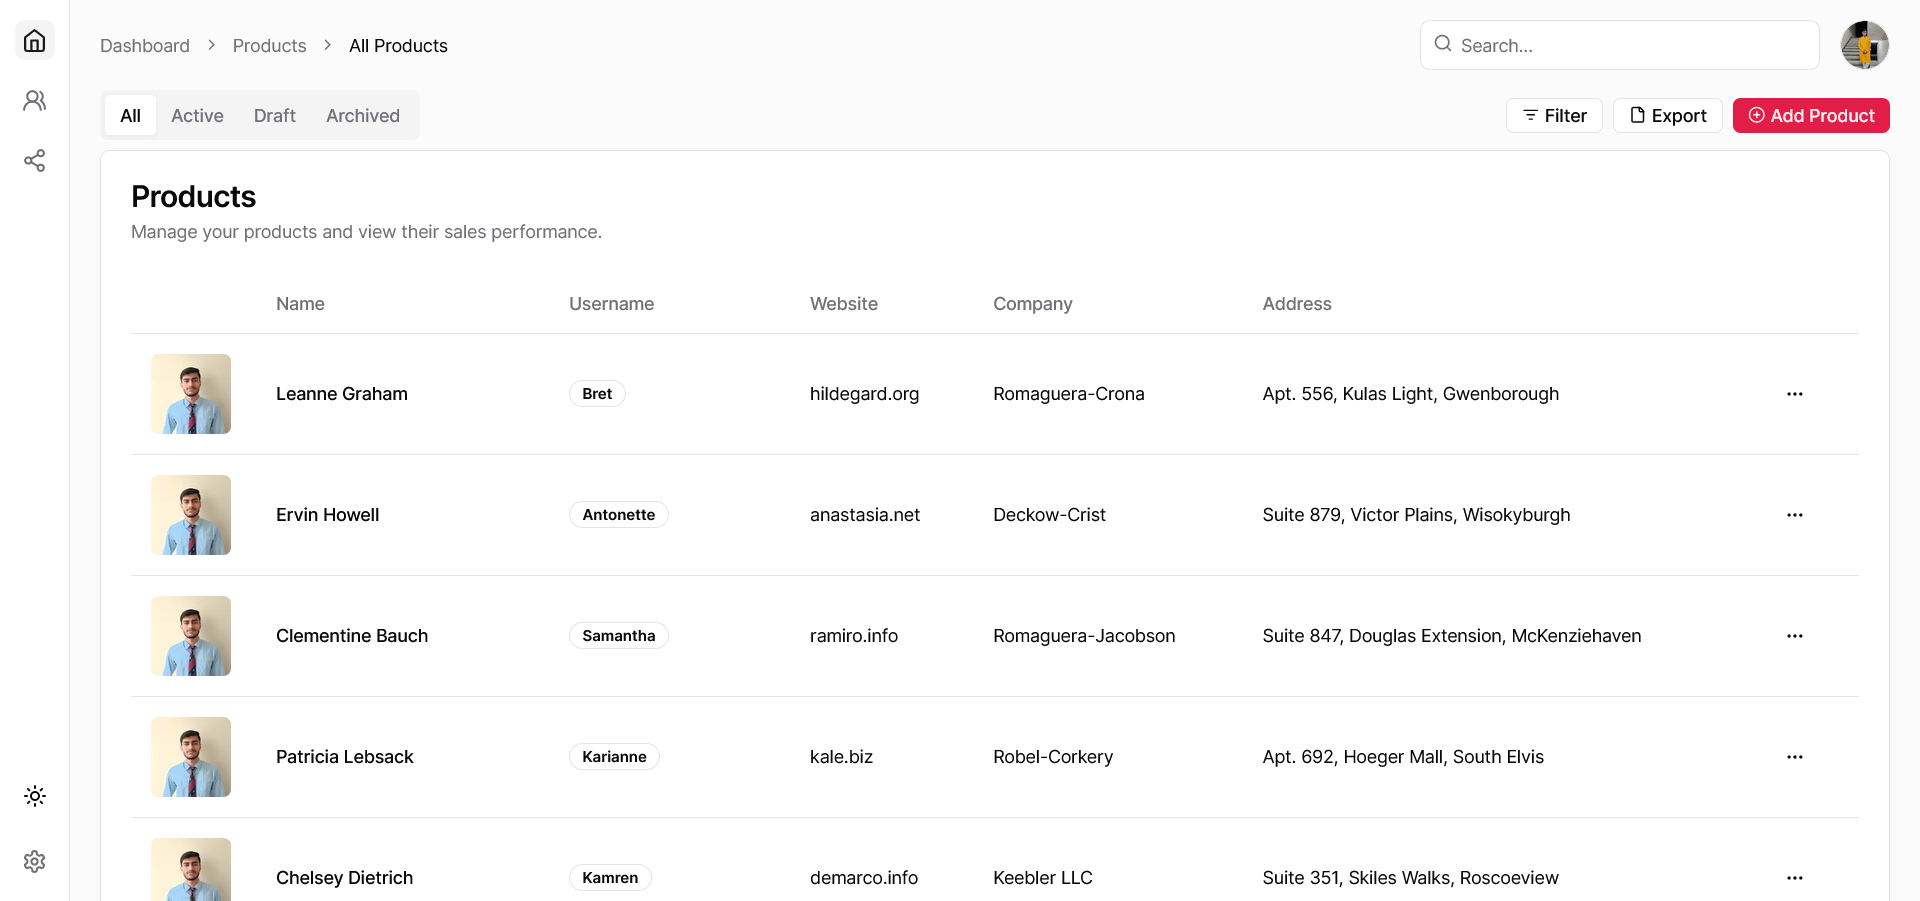 Dashboard > Products > All Products
Search...
All Active Draft Archived
Filter Export Add Product
Products
Manage your products and view their sales performance.
Name Username Website Company Address
Leanne Graham Bret hildegard.org Romaguera-Crona Apt. 556, Kulas Light, Gwenborough
Ervin Howell Antonette anastasia.net Deckow-Crist Suite 879, Victor Plains, Wisokyburgh
Clementine Bauch Samantha ramiro.info Romaguera-Jacobson Suite 847, Douglas Extension, McKenziehaven
Patricia Lebsack Karianne kale.biz Robel-Corkery Apt. 692, Hoeger Mall, South Elvis
Chelsey Dietrich Kamren demarco.info Keebler LLC Suite 351, Skiles Walks, Roscoeview